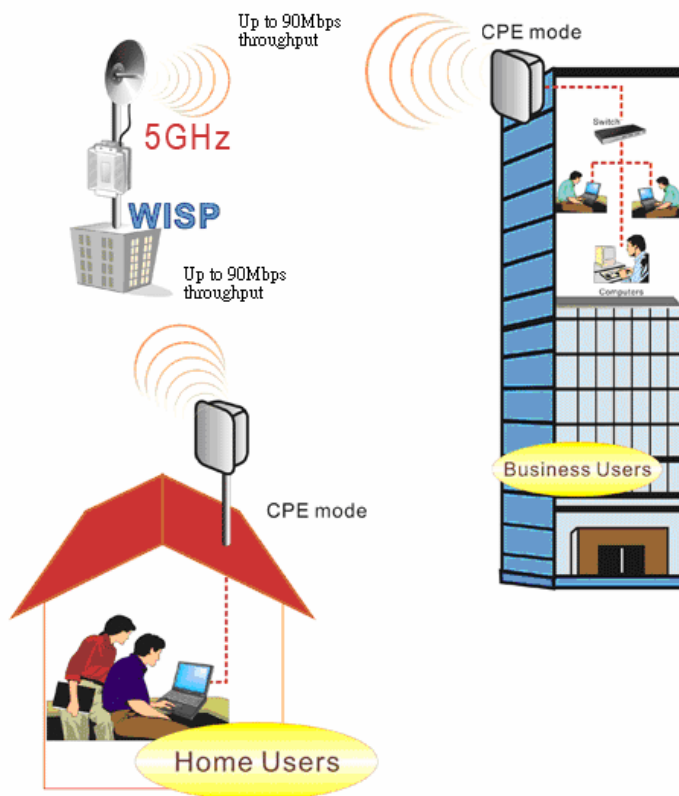 Up to 90Mbps
throughput
CPE mode
5GHz
Switch
WISP
Up to 90Mbps
throughput
Computers
Business Users
CPE mode
Home Users